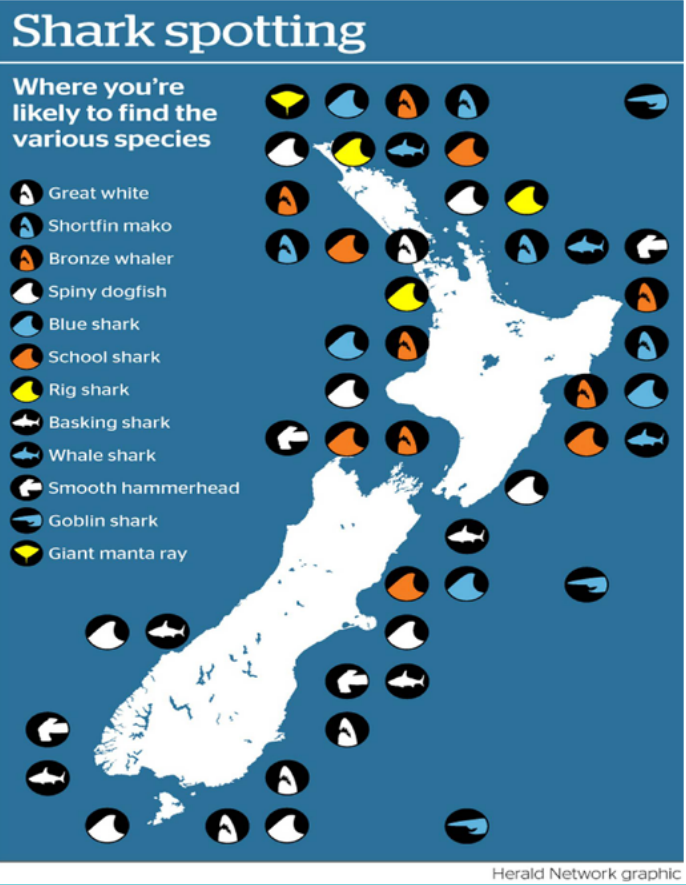 Shark spotting
Where you're
likely to find the
various species
Great white
Shortfin mako
Bronze whaler
Spiny dogfish
Blue shark
School shark
Rig shark
Basking shark
Whale shark
Smooth hammerhead
Goblin shark
Giant manta ray
Herald Network graphic